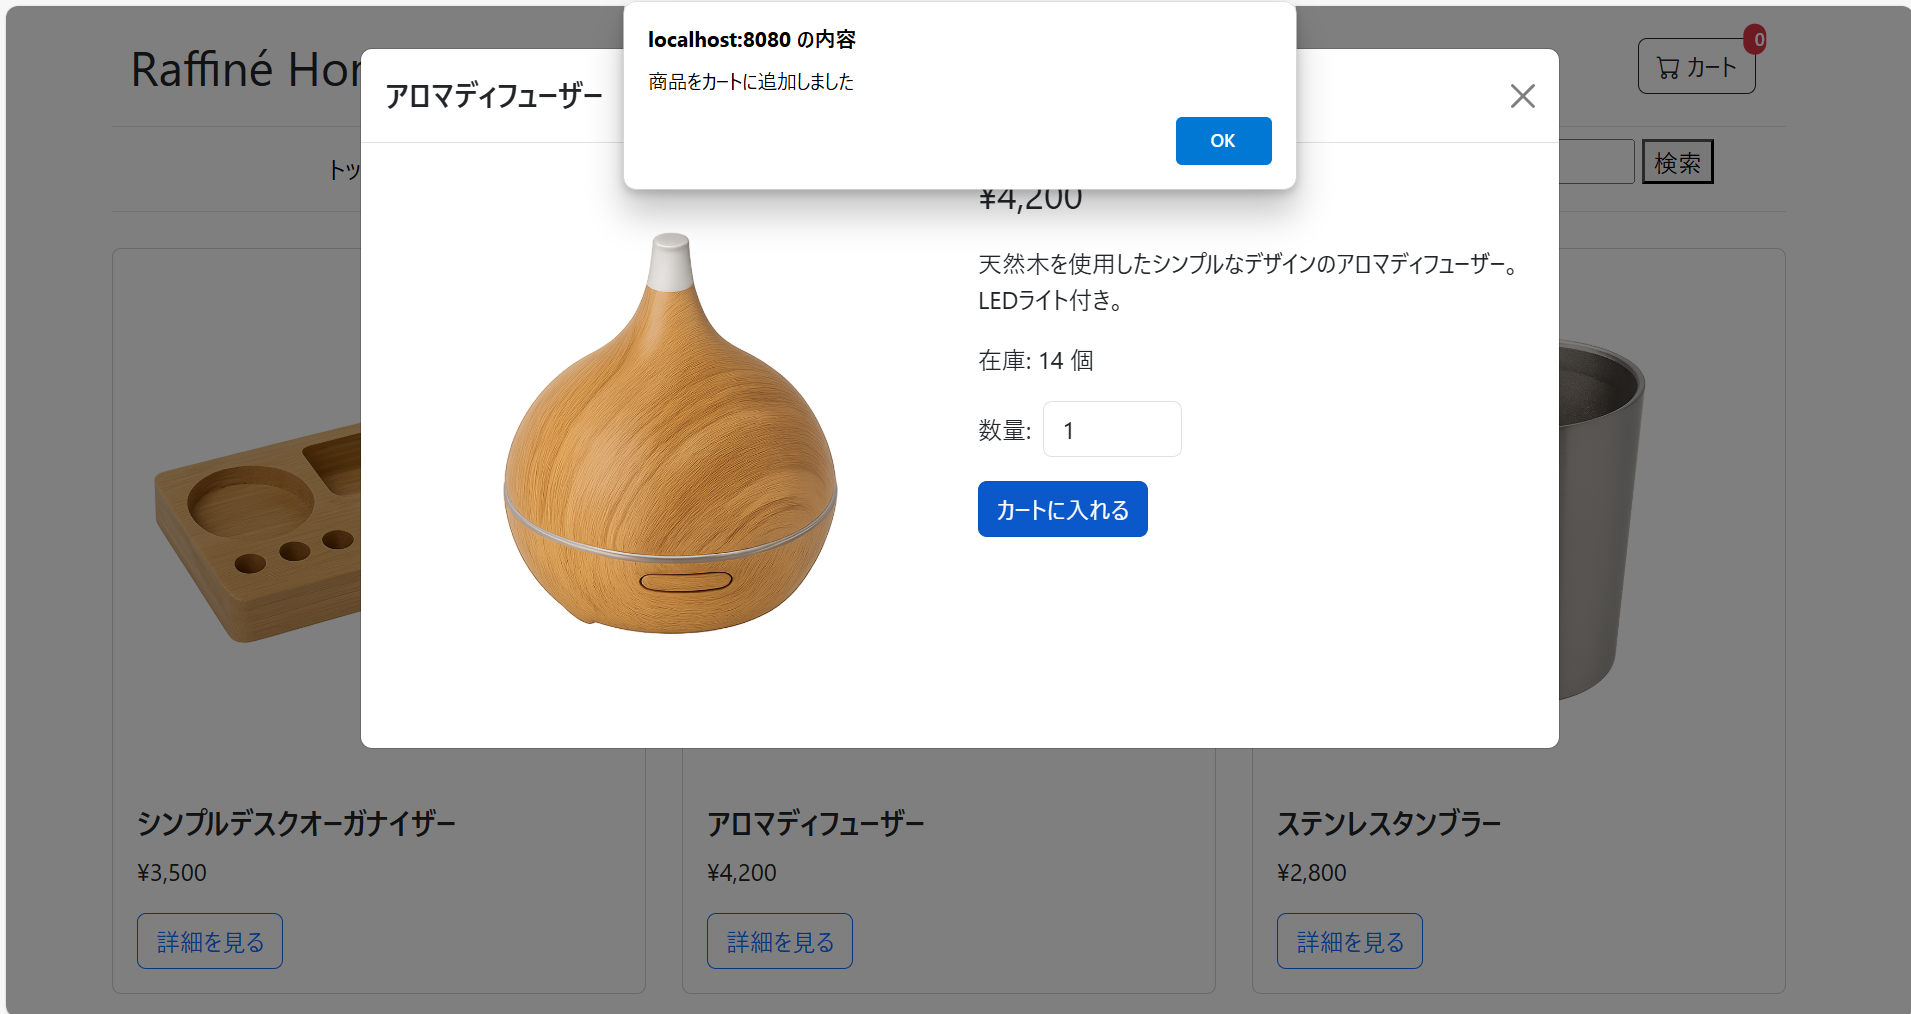 localhost:8080 の内容
商品をカートに追加しました
OK
Raffiné Hor
カート
0
アロマディフューザー
トッ
検索
¥4,200
天然木を使用したシンプルなデザインのアロマディフューザー。
LEDライト付き。
在庫: 14 個
数量: 1
カートに入れる
シンプルデスクオーガナイザー
¥3,500
詳細を見る
アロマディフューザー
¥4,200
詳細を見る
ステンレスタンブラー
¥2,800
詳細を見る